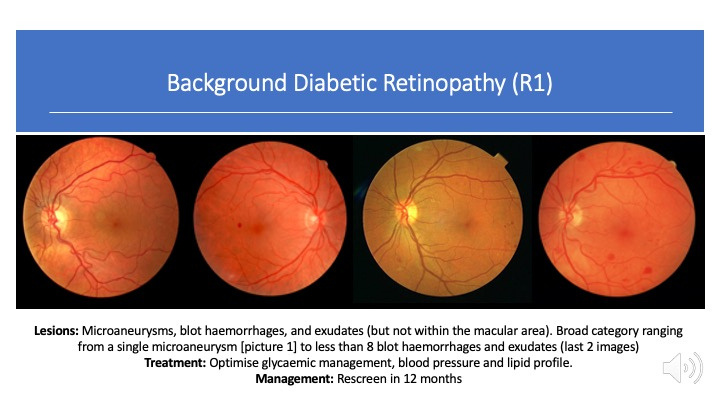 Background Diabetic Retinopathy (R1)
Lesions: Microaneurysms, blot haemorrhages, and exudates (but not within the macular area). Broad category ranging
from a single microaneurysm [picture 1] to less than 8 blot haemorrhages and exudates (last 2 images)
Treatment: Optimise glycaemic management, blood pressure and lipid profile.
Management: Rescreen in 12 months